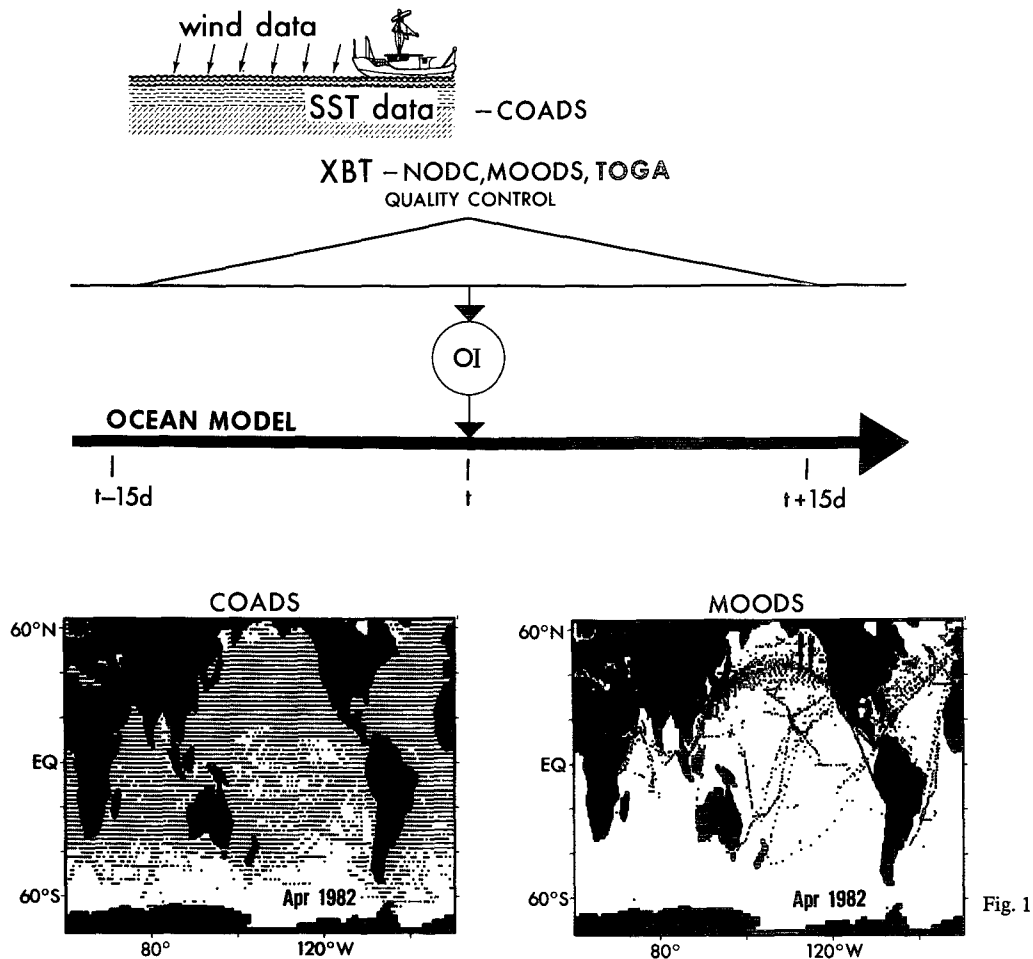 wind data
SST data –COADS
XBT – NODC, MOODS, TOGA
QUALITY CONTROL
OI
OCEAN MODEL
t–15d t t+15d
COADS MOODS
60°N 60°N
EQ EQ
60°S Apr 1982 60°S Apr 1982 Fig. 1
80° 120°W 80° 120°W